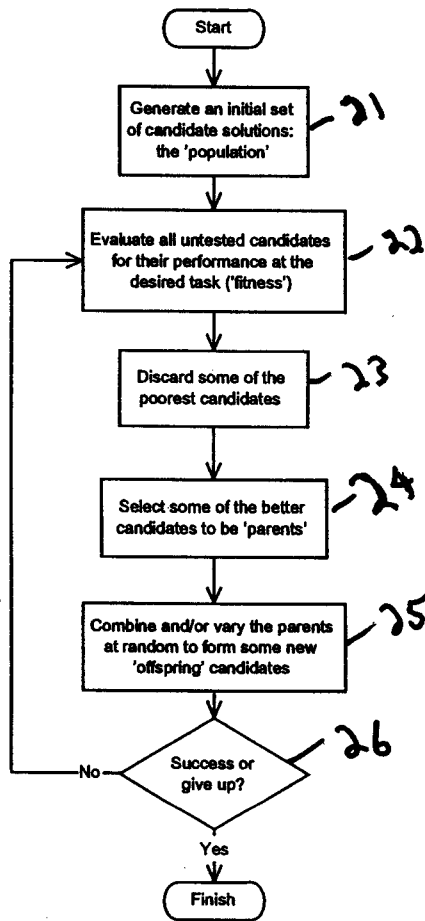 Start
Generate an initial set
of candidate solutions:
the 'population'
21
Evaluate all untested candidates
for their performance at the
desired task ('fitness')
22
Discard some of the
poorest candidates
23
Select some of the better
candidates to be 'parents'
24
Combine and/or vary the parents
at random to form some new
'offspring' candidates
25
Success or
give up?
26
No
Yes
Finish